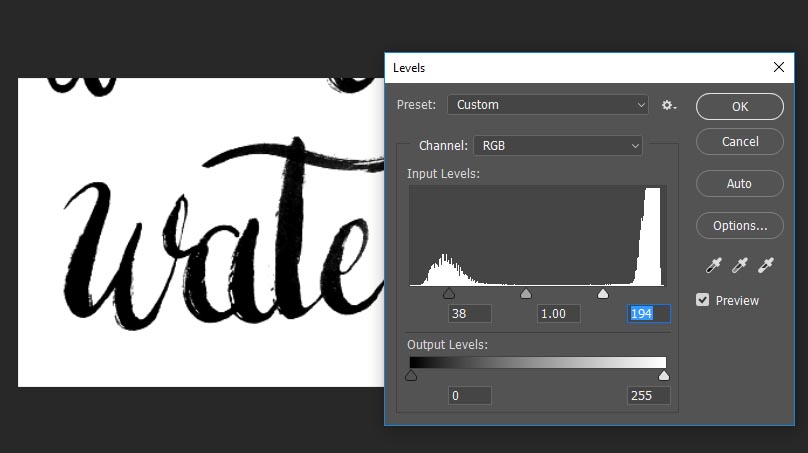 wate
Levels
Preset: Custom
Channel: RGB
Input Levels:
38 1.00 194
Output Levels:
0 255
OK
Cancel
Auto
Options...
Preview